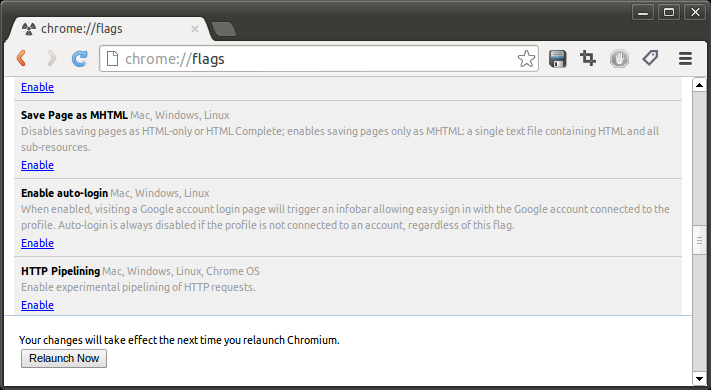 chrome://flags
chrome://flags
Enable
Save Page as MHTML Mac, Windows, Linux
Disables saving pages as HTML-only or HTML Complete; enables saving pages only as MHTML: a single text file containing HTML and all
sub-resources.
Enable
Enable auto-login Mac, Windows, Linux
When enabled, visiting a Google account login page will trigger an infobar allowing easy sign in with the Google account connected to the
profile. Auto-login is always disabled if the profile is not connected to an account, regardless of this flag.
Enable
HTTP Pipelining Mac, Windows, Linux, Chrome OS
Enable experimental pipelining of HTTP requests.
Enable
Your changes will take effect the next time you relaunch Chromium.
Relaunch Now